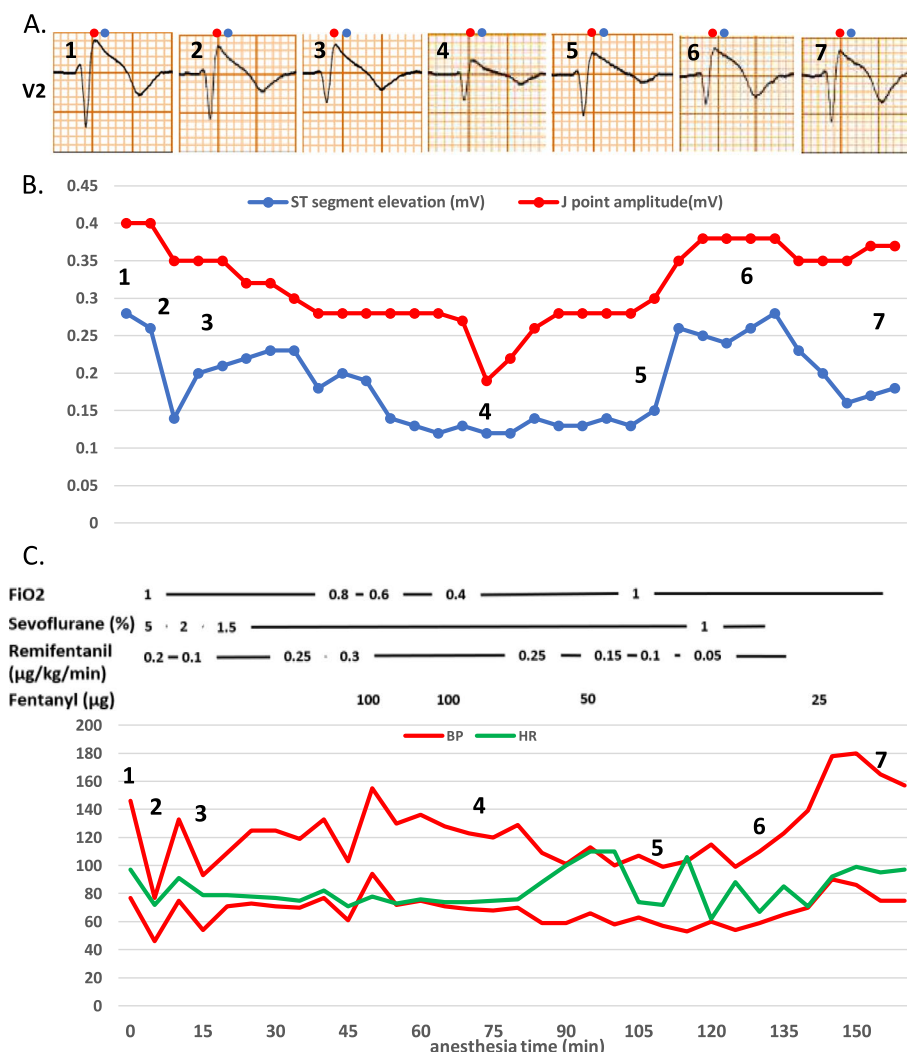 A.
1 2 3 4 5 6 7
V2
B.
0.45
ST segment elevation (mV) J point amplitude(mV)
0.4
0.35
0.3
0.25
0.2
0.15
0.1
0.05
0
1 2 3 4 5 6 7
C.
FiO2 1 0.8 0.6 0.4 1
Sevoflurane (%) 5 2 1.5 1
Remifentanil 0.2 0.1 0.25 0.3 0.25 0.15 0.1 0.05
(μg/kg/min)
Fentanyl (μg) 100 100 50 25
200
BP HR
180
160
140
120
100
80
60
40
20
0
1 2 3 4 5 6 7
0 15 30 45 60 75 90 105 120 135 150
anesthesia time (min)